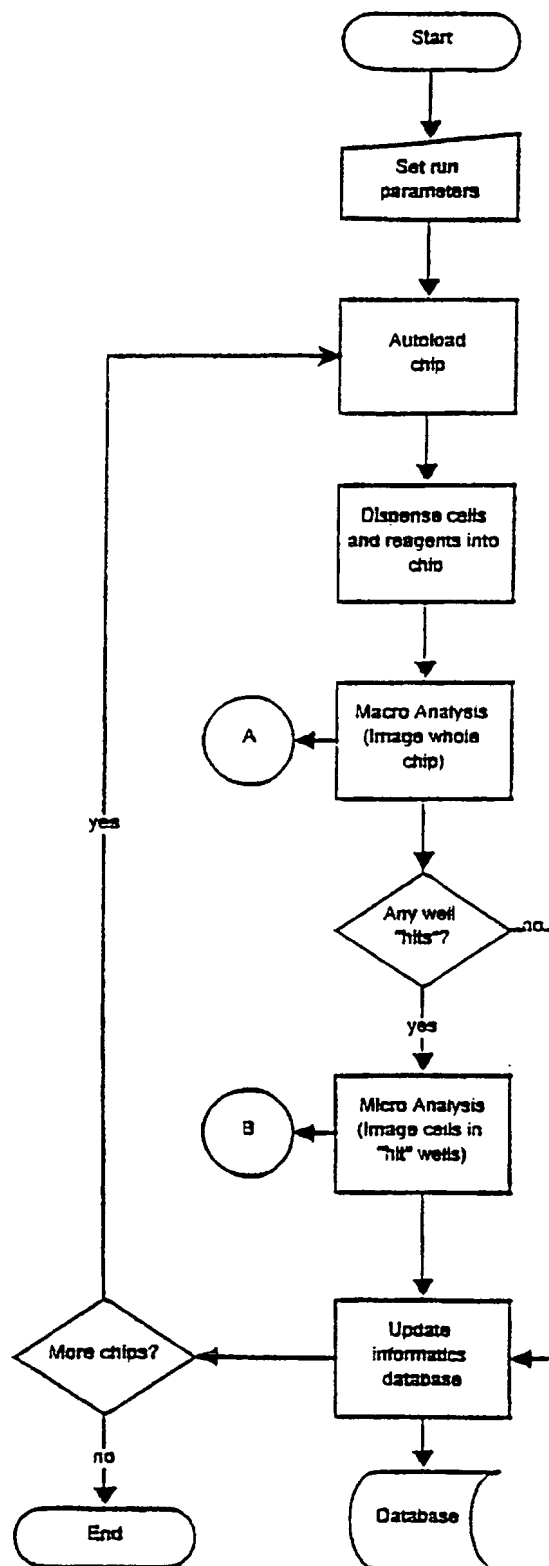 Start
Set run
parameters
Autoload
chip
Dispense cells
and reagents into
chip
Macro Analysis
(Image whole
chip)
A
yes
Any well
"hits"?
no
yes
Micro Analysis
(Image cells in
"hit" wells)
B
Update
informatics
database
More chips?
no
Database
End